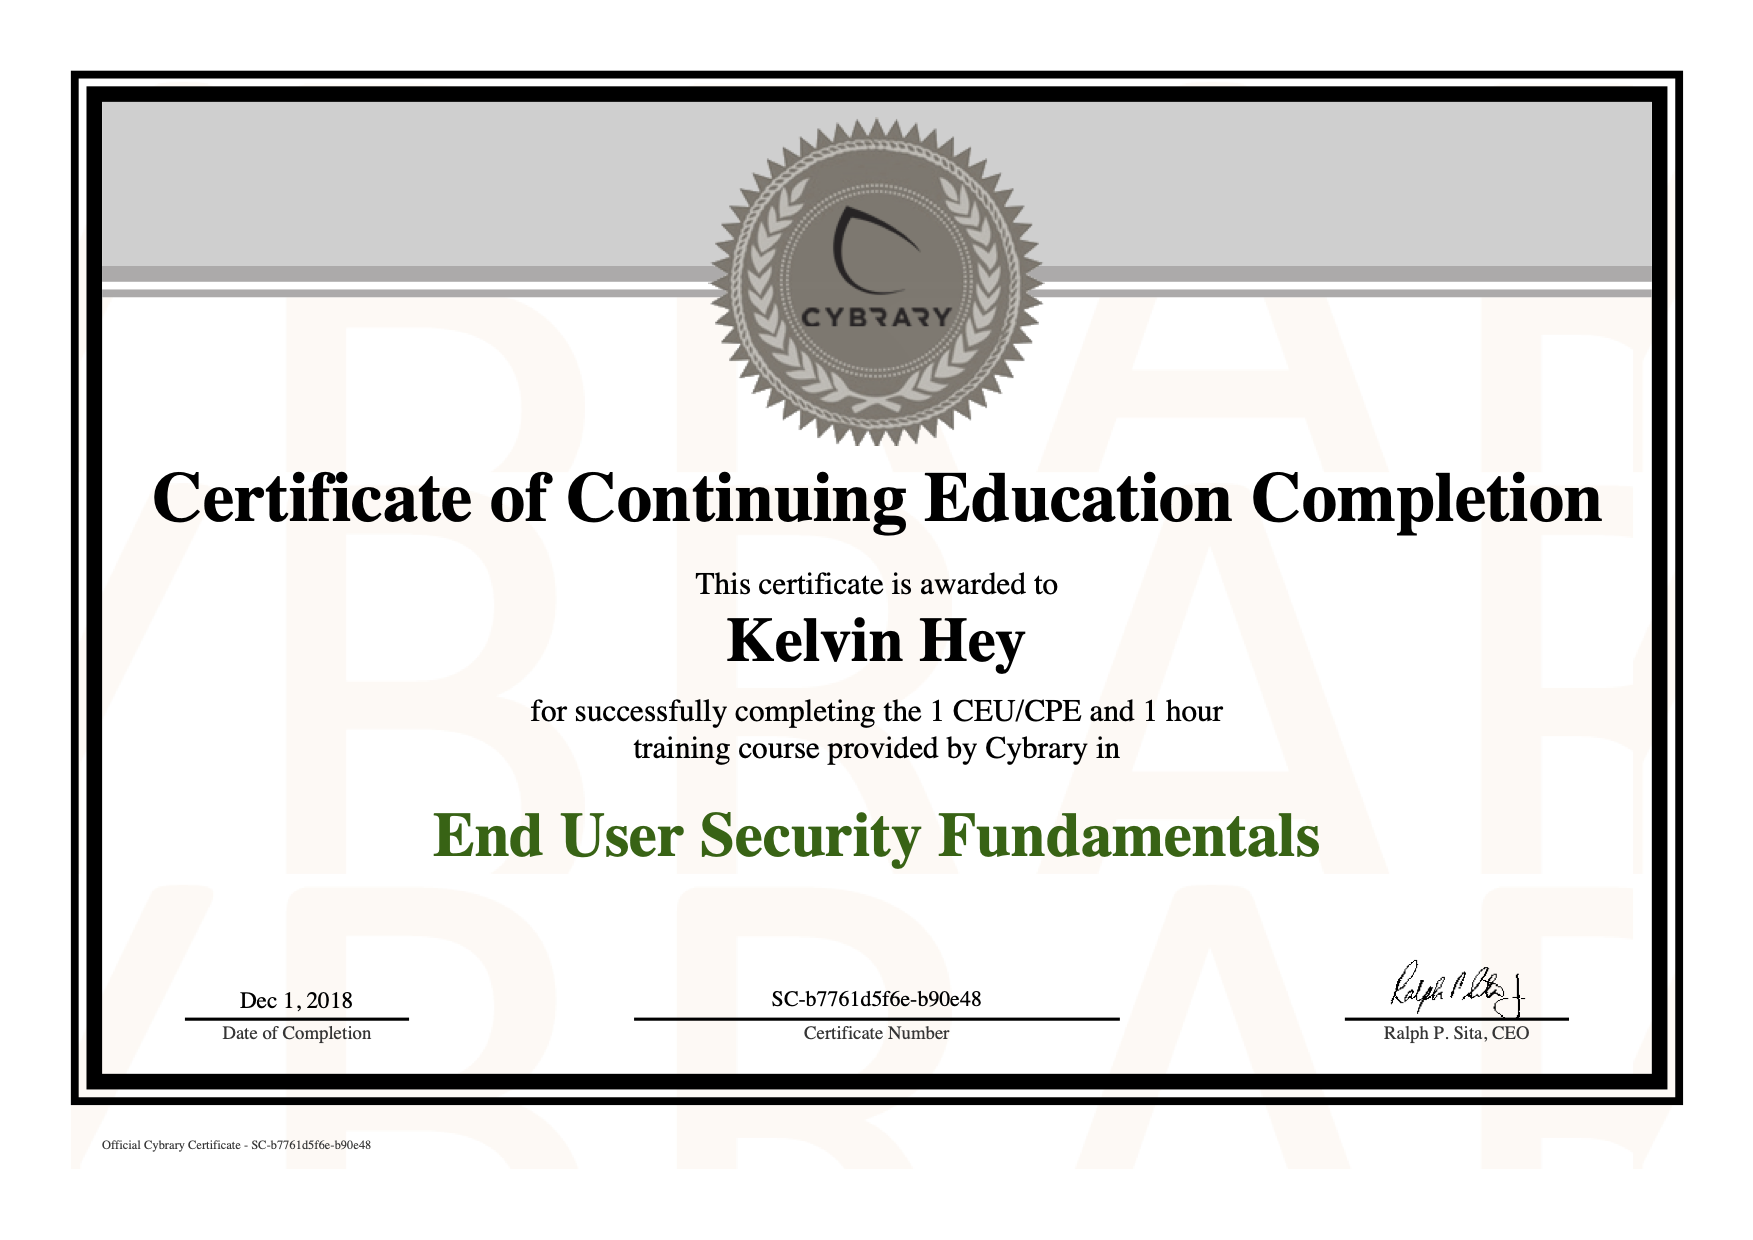 CYBRARY
Certificate of Continuing Education Completion
This certificate is awarded to
Kelvin Hey
for successfully completing the 1 CEU/CPE and 1 hour
training course provided by Cybrary in
End User Security Fundamentals
Dec 1, 2018
Date of Completion
SC-b7761d5f6e-b90e48
Certificate Number
Ralph P. Sita, CEO
Official Cybrary Certificate - SC-b7761d5f6e-b90e48